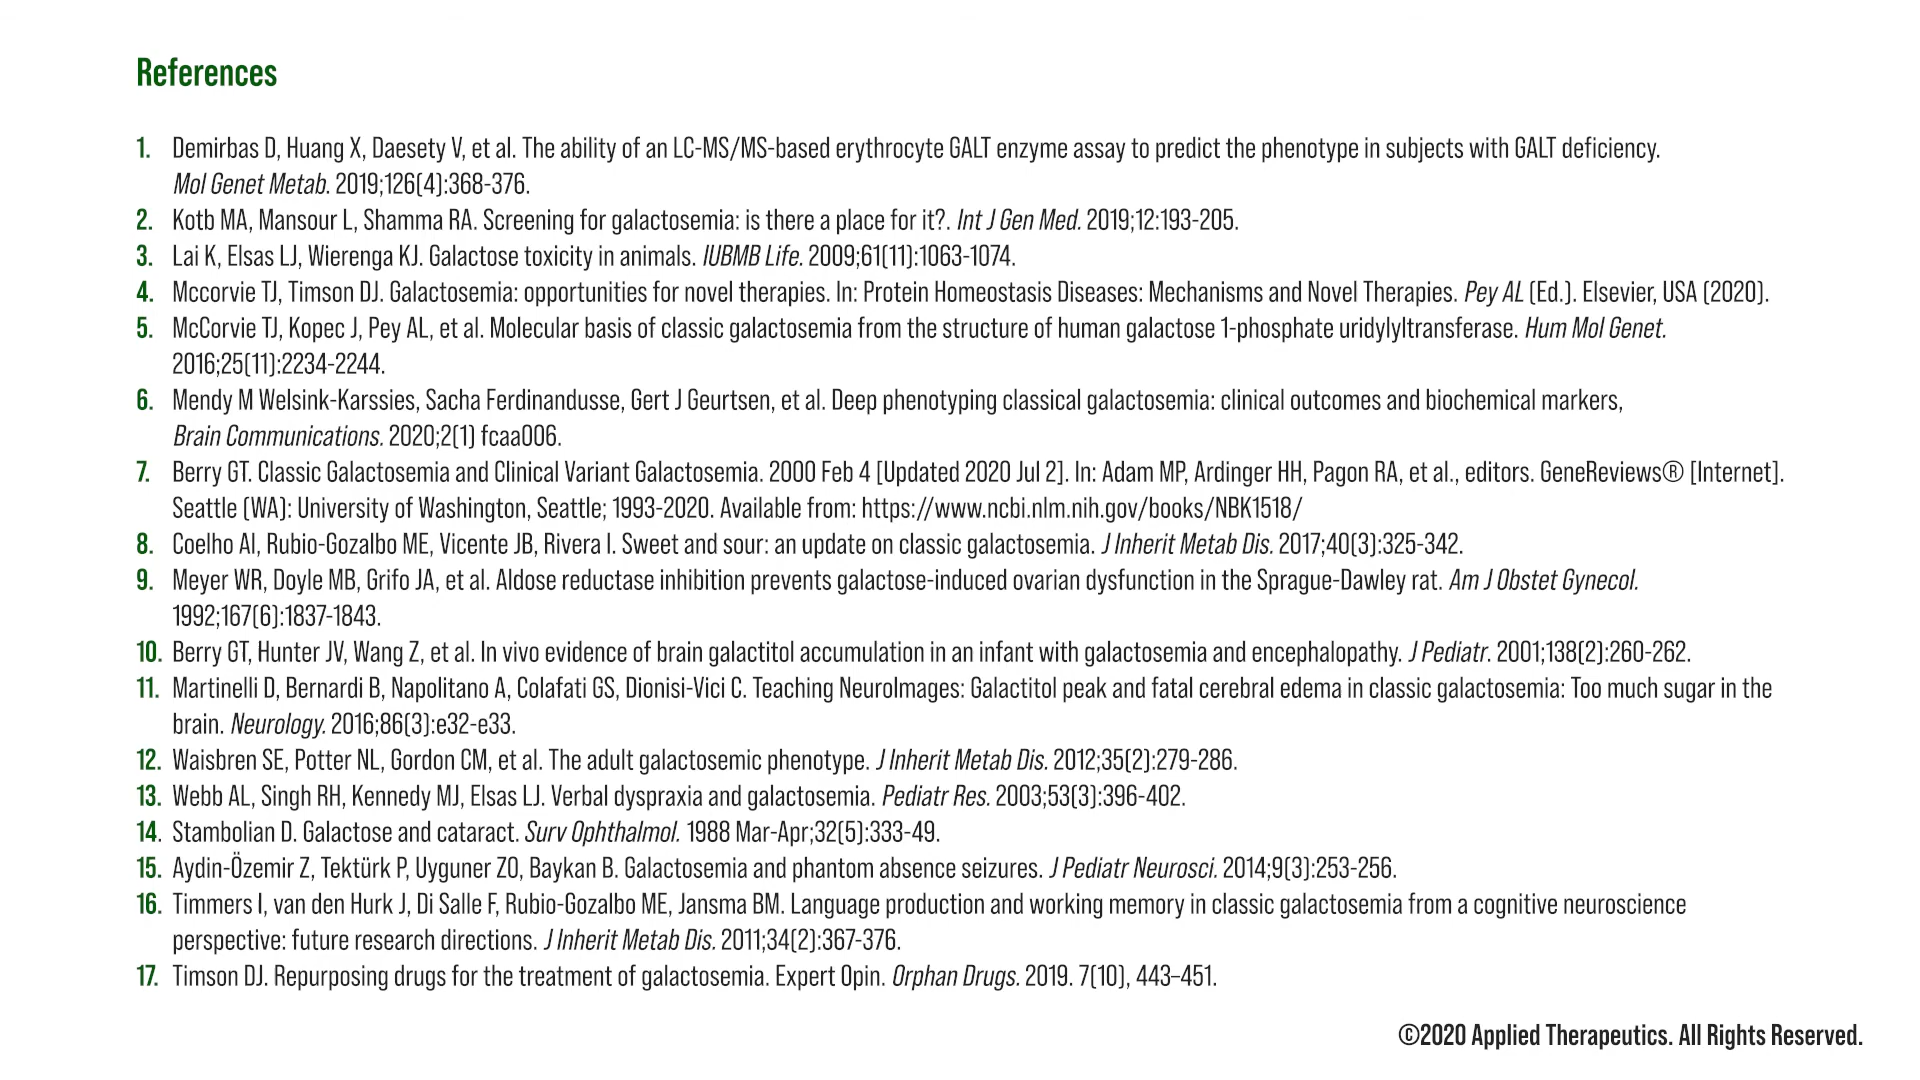 References
1. Demirbas D, Huang X, Daesety V, et al. The ability of an LC-MS/MS-based erythrocyte GALT enzyme assay to predict the phenotype in subjects with GALT deficiency.
Mol Genet Metab. 2019;126(4):368-376.
2. Kotb MA, Mansour L, Shamma RA. Screening for galactosemia: is there a place for it?. Int J Gen Med. 2019;12:193-205.
3. Lai K, Elsas LJ, Wierenga KJ. Galactose toxicity in animals. IUBMB Life. 2009;61(11):1063-1074.
4. Mccorvie TJ, Timson DJ. Galactosemia: opportunities for novel therapies. In: Protein Homeostasis Diseases: Mechanisms and Novel Therapies. Pey AL (Ed.). Elsevier, USA (2020).
5. McCorvie TJ, Kopec J, Pey AL, et al. Molecular basis of classic galactosemia from the structure of human galactose 1-phosphate uridylyltransferase. Hum Mol Genet.
2016;25(11):2234-2244.
6. Mendy M Welsink-Karssies, Sacha Ferdinandusse, Gert J Geurtsen, et al. Deep phenotyping classical galactosemia: clinical outcomes and biochemical markers,
Brain Communications. 2020;2(1) fcaa006.
7. Berry GT. Classic Galactosemia and Clinical Variant Galactosemia. 2000 Feb 4 [Updated 2020 Jul 2]. In: Adam MP, Ardinger HH, Pagon RA, et al., editors. GeneReviews® [Internet].
Seattle (WA): University of Washington, Seattle; 1993-2020. Available from: https://www.ncbi.nlm.nih.gov/books/NBK1518/
8. Coelho AI, Rubio-Gozalbo ME, Vicente JB, Rivera I. Sweet and sour: an update on classic galactosemia. J Inherit Metab Dis. 2017;40(3):325-342.
9. Meyer WR, Doyle MB, Grifo JA, et al. Aldose reductase inhibition prevents galactose-induced ovarian dysfunction in the Sprague-Dawley rat. Am J Obstet Gynecol.
1992;167(6):1837-1843.
10. Berry GT, Hunter JV, Wang Z, et al. In vivo evidence of brain galactitol accumulation in an infant with galactosemia and encephalopathy. J Pediatr. 2001;138(2):260-262.
11. Martinelli D, Bernardi B, Napolitano A, Colafati GS, Dionisi-Vici C. Teaching NeuroImages: Galactitol peak and fatal cerebral edema in classic galactosemia: Too much sugar in the
brain. Neurology. 2016;86(3):e32-e33.
12. Waisbren SE, Potter NL, Gordon CM, et al. The adult galactosemic phenotype. J Inherit Metab Dis. 2012;35(2):279-286.
13. Webb AL, Singh RH, Kennedy MJ, Elsas LJ. Verbal dyspraxia and galactosemia. Pediatr Res. 2003;53(3):396-402.
14. Stambolian D. Galactose and cataract. Surv Ophthalmol. 1988 Mar-Apr;32(5):333-49.
15. Aydin-Özemir Z, Tektürk P, Uyguner ZO, Baykan B. Galactosemia and phantom absence seizures. J Pediatr Neurosci. 2014;9(3):253-256.
16. Timmers I, van den Hurk J, Di Salle F, Rubio-Gozalbo ME, Jansma BM. Language production and working memory in classic galactosemia from a cognitive neuroscience
perspective: future research directions. J Inherit Metab Dis. 2011;34(2):367-376.
17. Timson DJ. Repurposing drugs for the treatment of galactosemia. Expert Opin. Orphan Drugs. 2019. 7(10), 443–451.
©2020 Applied Therapeutics. All Rights Reserved.